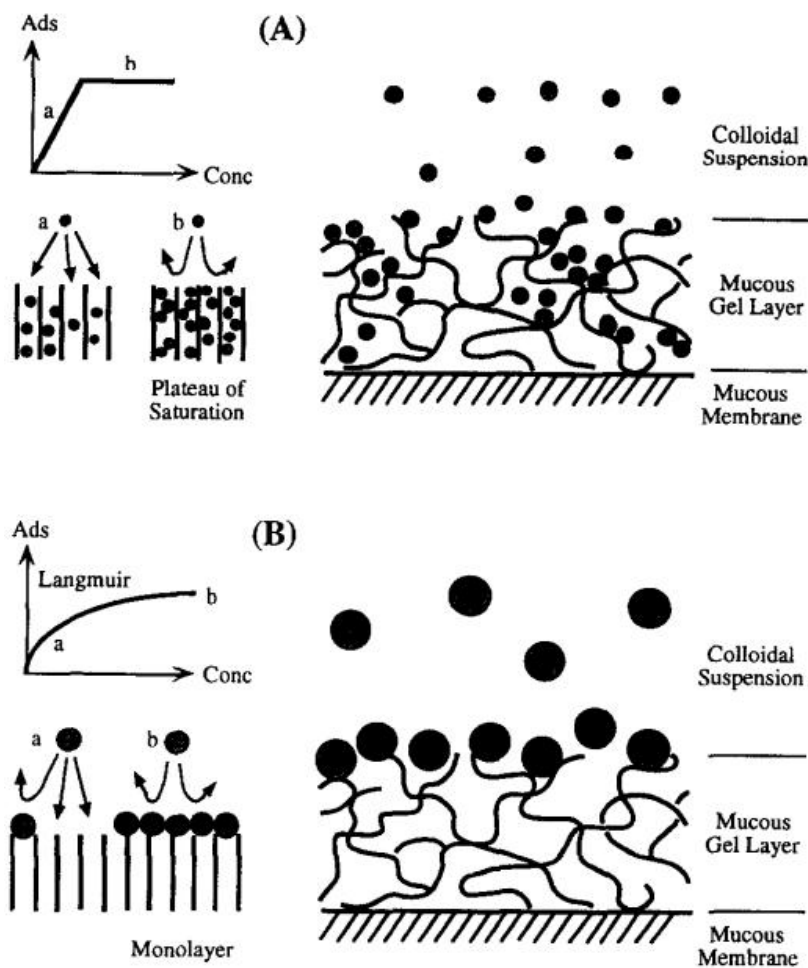 Ads
(A)
b
a
Conc
Colloidal
Suspension
a
b
Mucous
Gel Layer
Plateau of
Saturation
Mucous
Membrane
Ads
(B)
Langmuir
b
a
Conc
Colloidal
Suspension
a
b
Mucous
Gel Layer
Monolayer
Mucous
Membrane